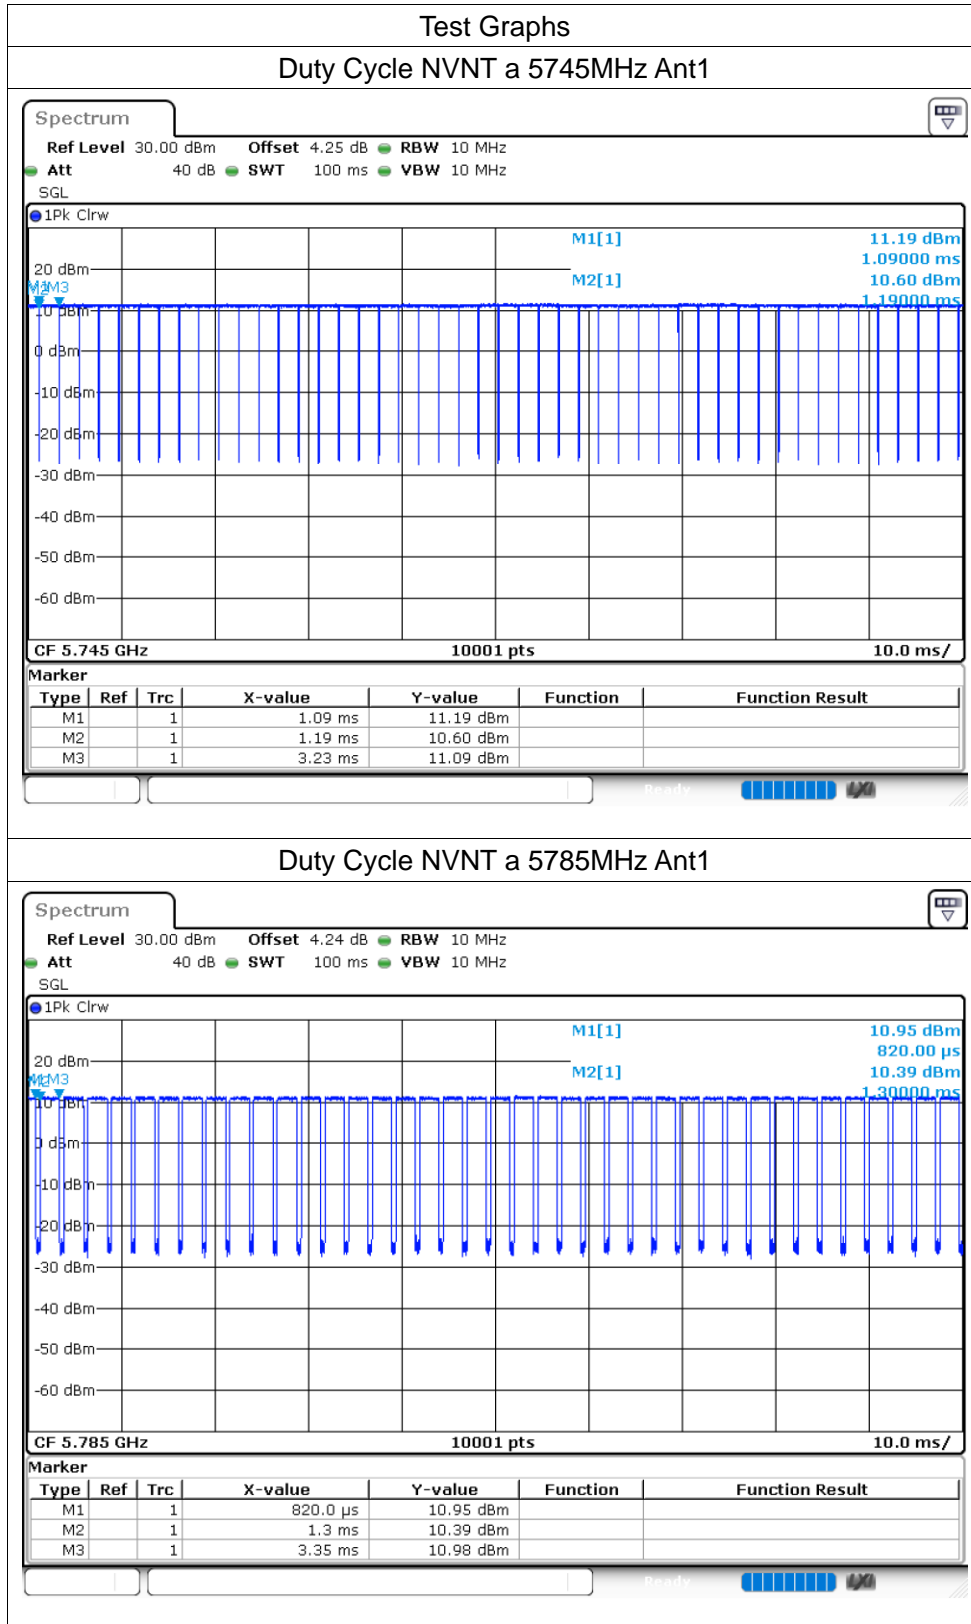 Test Graphs
Duty Cycle NVNT a 5745MHz Ant1
Spectrum
Ref Level 30.00 dBm Offset 4.25 dB RBW 10 MHz
Att 40 dB SWT 100 ms VBW 10 MHz
SGL
1Pk Clrw
M1[1] 11.19 dBm
1.09000 ms
20 dBm
M2[1] 10.60 dBm
M3
1.19000 ms
10 dBm
0 dBm
-10 dBm
-20 dBm
-30 dBm
-40 dBm
-50 dBm
-60 dBm
CF 5.745 GHz 10001 pts 10.0 ms/
Marker
Type Ref Trc X-value Y-value Function Function Result
M1 1 1.09 ms 11.19 dBm
M2 1 1.19 ms 10.60 dBm
M3 1 3.23 ms 11.09 dBm
Ready LXI
Duty Cycle NVNT a 5785MHz Ant1
Spectrum
Ref Level 30.00 dBm Offset 4.24 dB RBW 10 MHz
Att 40 dB SWT 100 ms VBW 10 MHz
SGL
1Pk Clrw
M1[1] 10.95 dBm
820.00 µs
20 dBm
M2[1] 10.39 dBm
M3
1.30000 ms
10 dBm
0 dBm
-10 dBm
-20 dBm
-30 dBm
-40 dBm
-50 dBm
-60 dBm
CF 5.785 GHz 10001 pts 10.0 ms/
Marker
Type Ref Trc X-value Y-value Function Function Result
M1 1 820.0 µs 10.95 dBm
M2 1 1.3 ms 10.39 dBm
M3 1 3.35 ms 10.98 dBm
Ready LXI